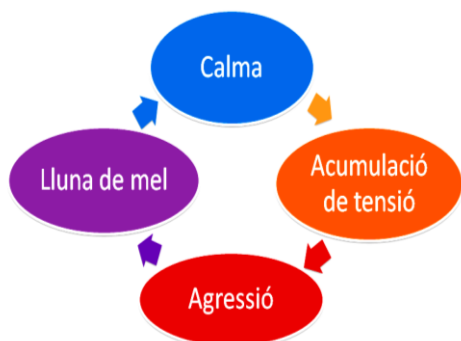 Calma
Acumulació
de tensió
Lluna de mel
Agressió